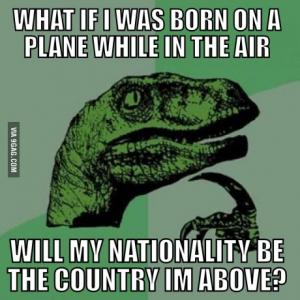 WHAT IF I WAS BORN ON A
PLANE WHILE IN THE AIR
VIA 9GAG.COM
WILL MY NATIONALITY BE
THE COUNTRY IM ABOVE?